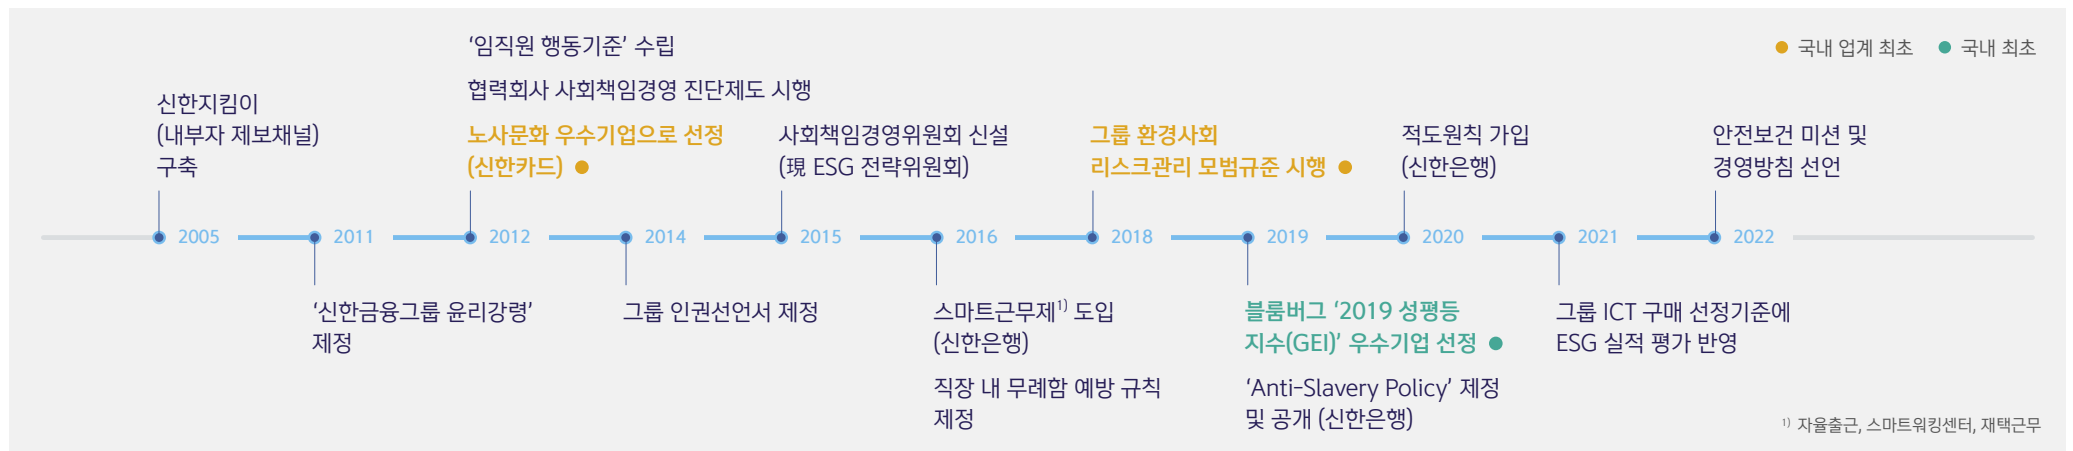 국내 업계 최초
국내 최초
신한지킴이
(내부자 제보채널)
구축
2005
2011
‘신한금융그룹 윤리강령’
제정
‘임직원 행동기준’ 수립
협력회사 사회책임경영 진단제도 시행
노사문화 우수기업으로 선정
(신한카드)
2012
2014
그룹 인권선언서 제정
사회책임경영위원회 신설
(現 ESG 전략위원회)
2015
2016
스마트근무제¹⁾ 도입
(신한은행)
직장 내 무례함 예방 규칙
제정
그룹 환경사회
리스크관리 모범규준 시행
2018
2019
블룸버그 ‘2019 성평등
지수(GEI)’ 우수기업 선정
‘Anti-Slavery Policy’ 제정
및 공개 (신한은행)
적도원칙 가입
(신한은행)
2020
2021
그룹 ICT 구매 선정기준에
ESG 실적 평가 반영
안전보건 미션 및
경영방침 선언
2022
¹⁾ 자율출근, 스마트워킹센터, 재택근무